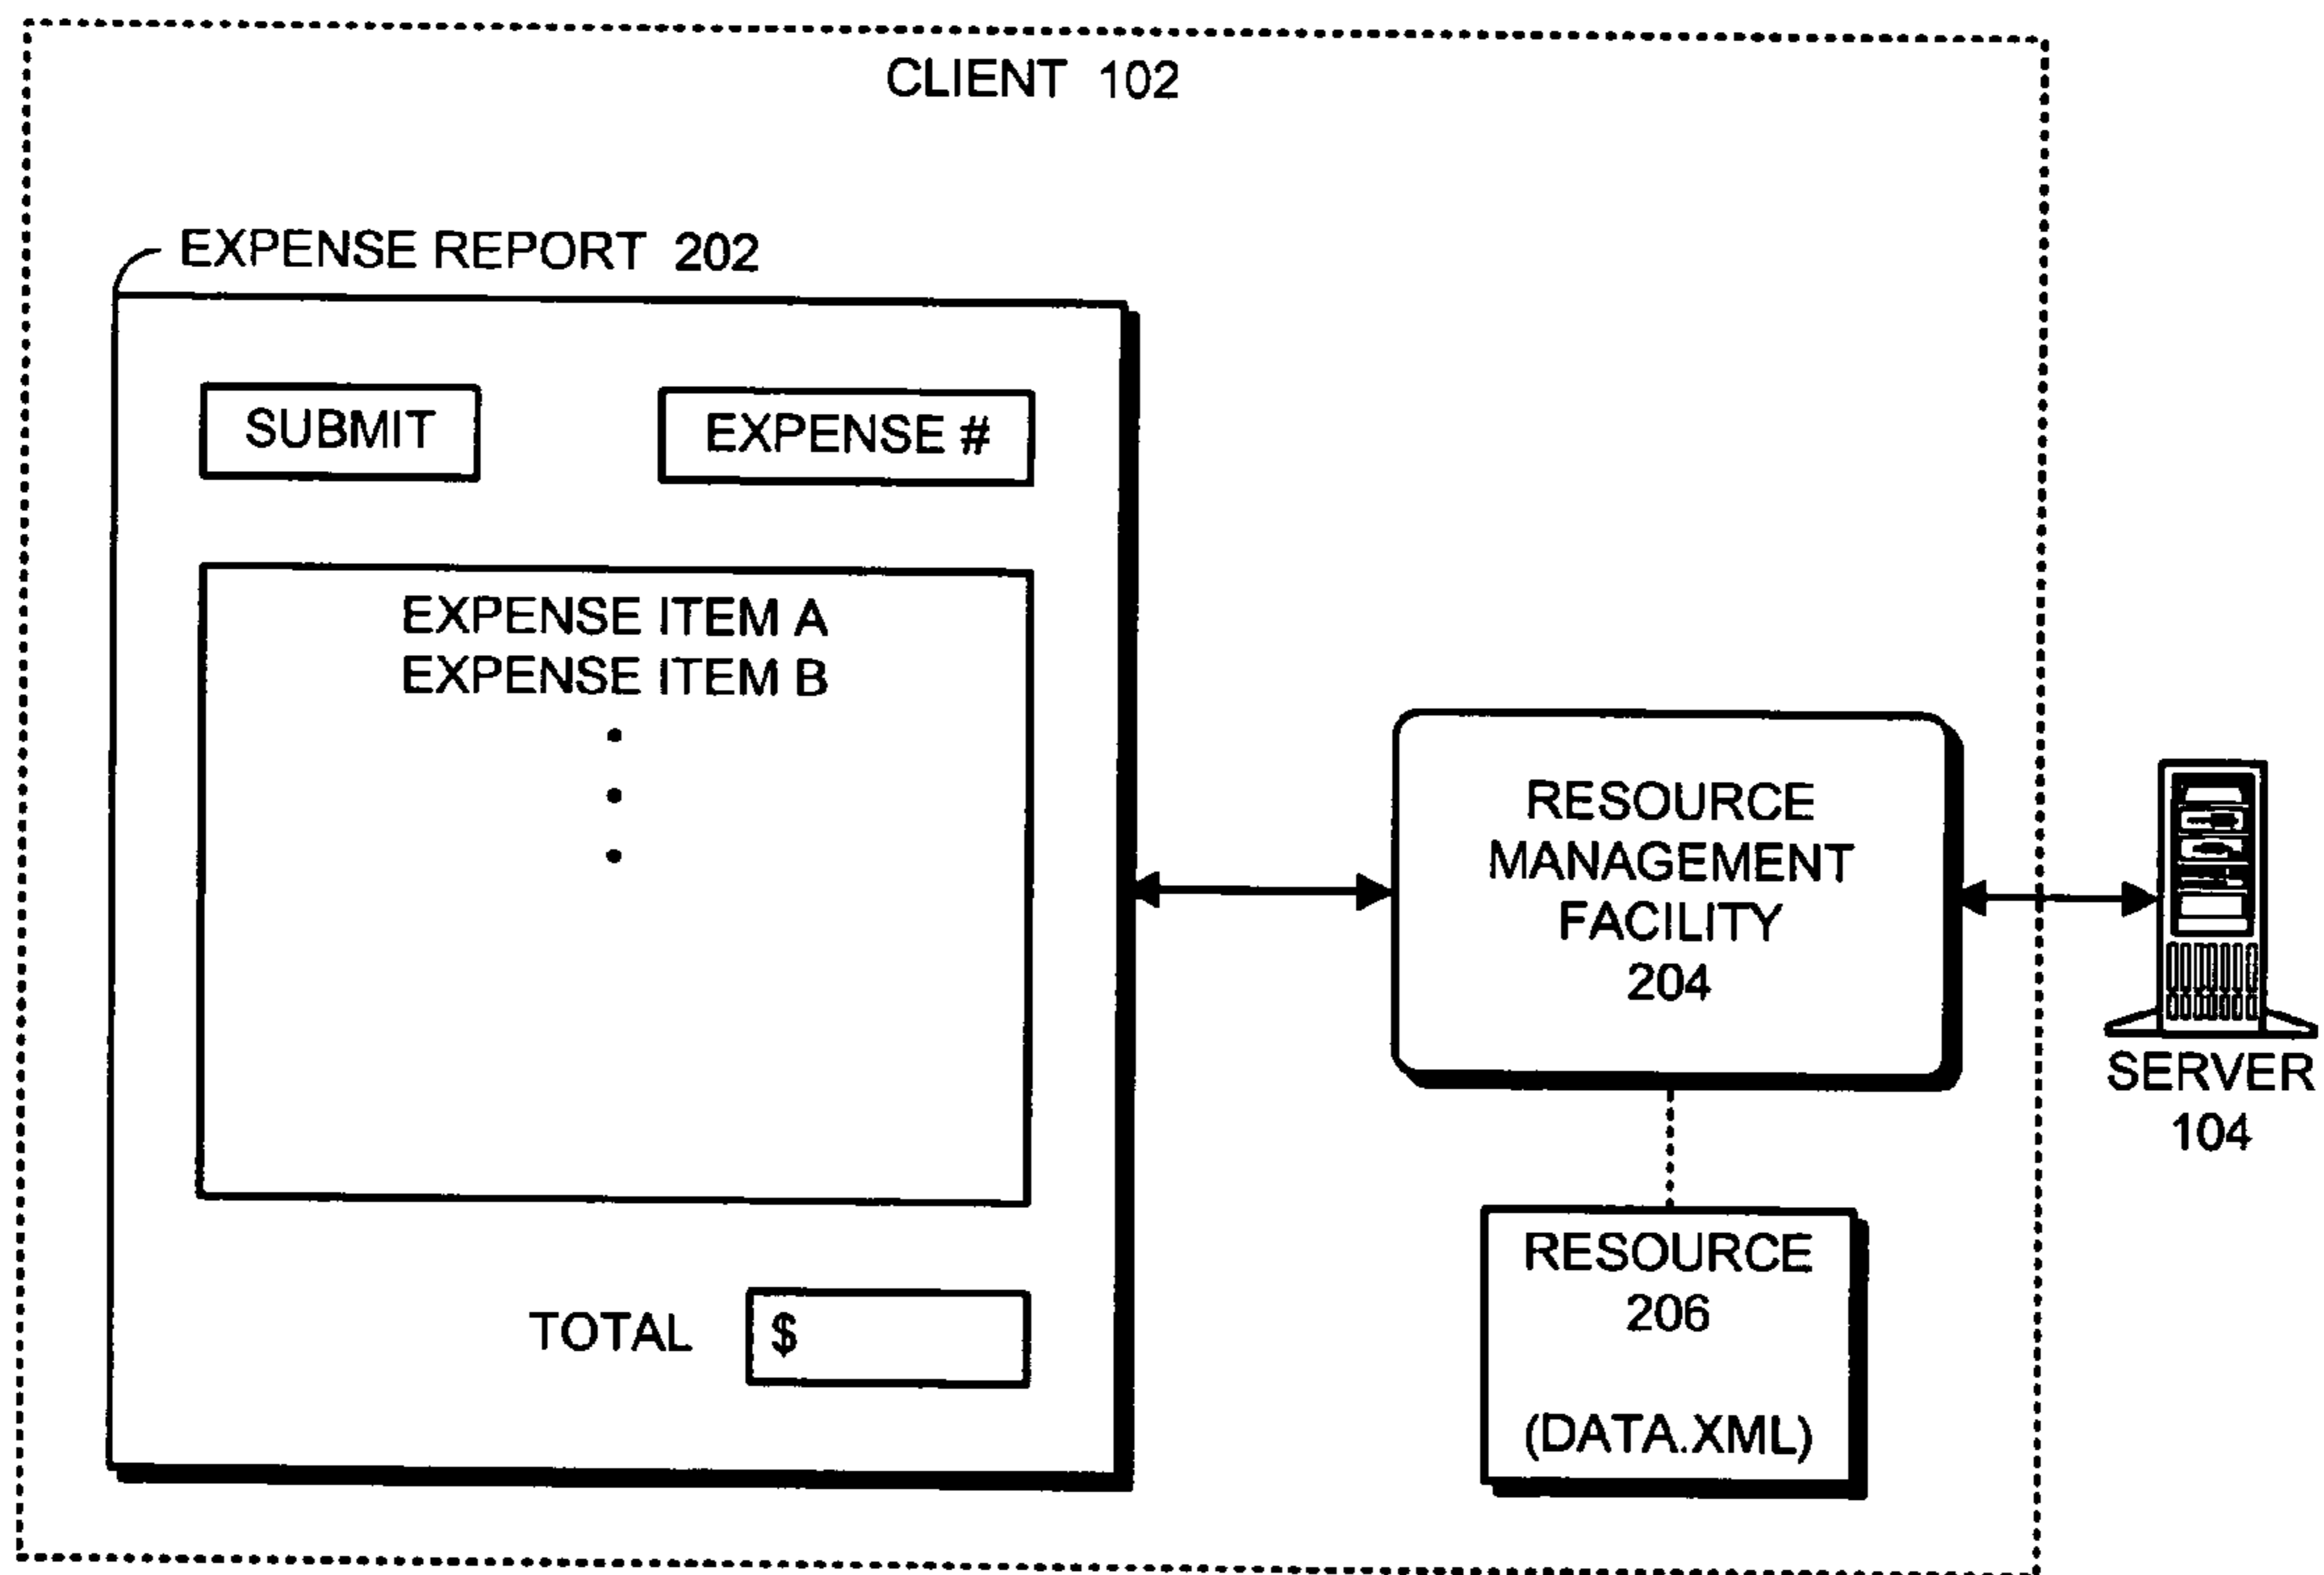 CLIENT 102
EXPENSE REPORT 202
SUBMIT
EXPENSE #
EXPENSE ITEM A
EXPENSE ITEM B
TOTAL
$
RESOURCE
MANAGEMENT
FACILITY
204
RESOURCE
206
(DATA.XML)
SERVER
104